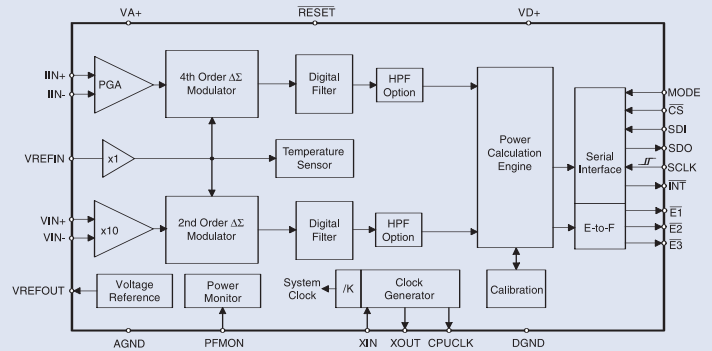 VA+
RESET
VD+
IIN+
IIN-
PGA
4th Order ΔΣ
Modulator
Digital
Filter
HPF
Option
VREFIN
x1
Temperature
Sensor
Power
Calculation
Engine
Serial
Interface
MODE
CS
SDI
SDO
SCLK
INT
VIN+
VIN-
x10
2nd Order ΔΣ
Modulator
Digital
Filter
HPF
Option
E-to-F
E1
E2
E3
VREFOUT
Voltage
Reference
Power
Monitor
System
Clock
/K
Clock
Generator
Calibration
AGND
PFMON
XIN
XOUT
CPUCLK
DGND